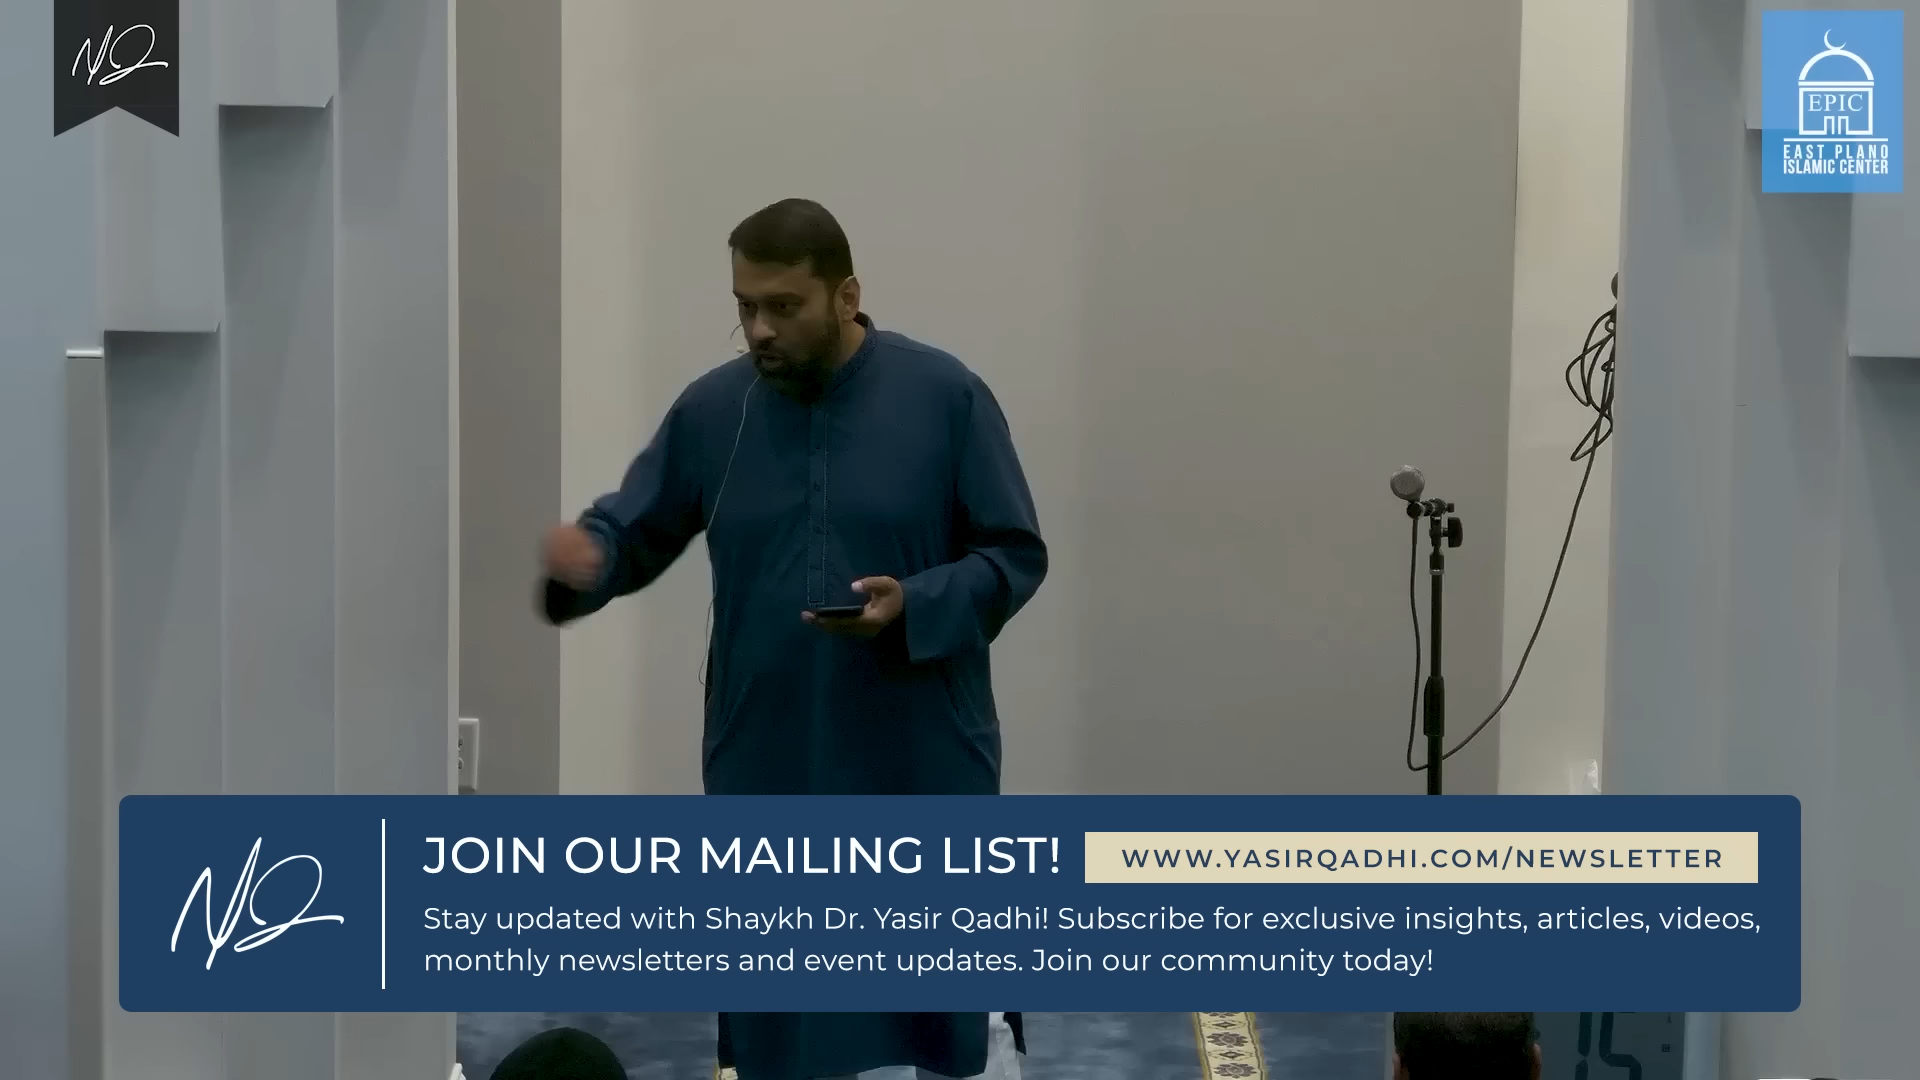 EPIC
EAST PLANO
ISLAMIC CENTER
JOIN OUR MAILING LIST!
WWW.YASIRQADHI.COM/NEWSLETTER
Stay updated with Shaykh Dr. Yasir Qadhi! Subscribe for exclusive insights, articles, videos,
monthly newsletters and event updates. Join our community today!